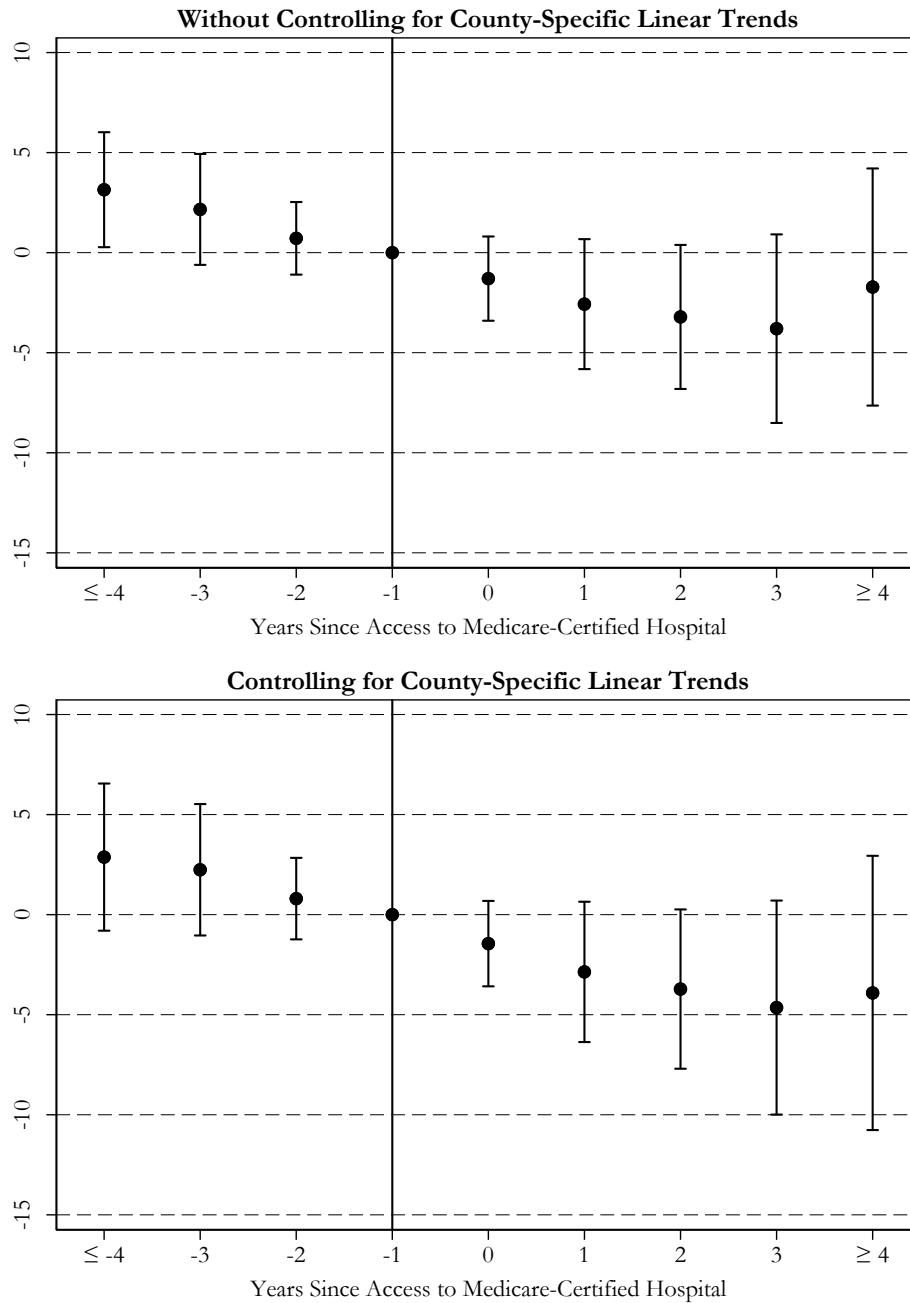 Without Controlling for County-Specific Linear Trends
10
5
0
-5
-10
-15
≤ -4 -3 -2 -1 0 1 2 3 ≥ 4
Years Since Access to Medicare-Certified Hospital
Controlling for County-Specific Linear Trends
10
5
0
-5
-10
-15
≤ -4 -3 -2 -1 0 1 2 3 ≥ 4
Years Since Access to Medicare-Certified Hospital